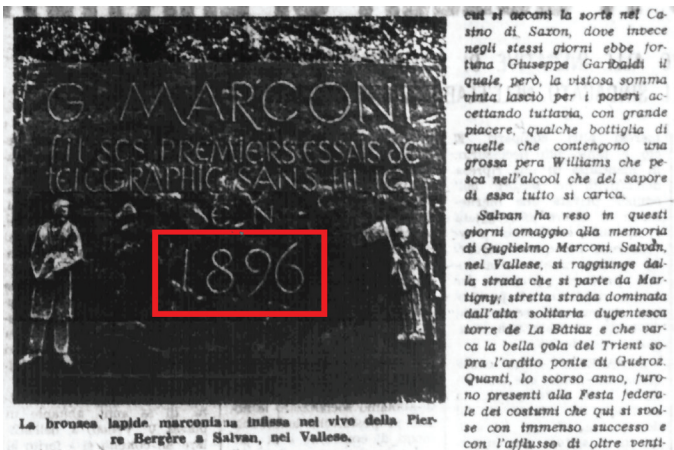 G. MARCONI
fit ses premiers essais de
telegraphie sans fil ici
en
1896
La bronzea lapide marconiana infissa nel vivo della Pier-
re Bergère a Salvan, nel Vallese.
cui si accanì la sorte nel Ca-
sino di Saxon, dove invece
negli stessi giorni ebbe for-
tuna Giuseppe Garibaldi il
quale, però, la vistosa somma
vinta lasciò per i poveri ac-
cettando tuttavia, con grande
piacere, qualche bottiglia di
quelle che contengono una
grossa pera Williams che pe-
sca nell'alcool che del sapore
di essa tutto si carica.
Salvan ha reso in questi
giorni omaggio alla memoria
di Guglielmo Marconi. Salvan,
nel Vallese, si raggiunge dal-
la strada che si parte da Mar-
tigny; stretta strada dominata
dall'alta solitaria dugentesca
torre de La Bâtiaz e che var-
ca la bella gola del Trient so-
pra l'ardito ponte di Guéroz.
Quanti, lo scorso anno, furo-
no presenti alla Festa federa-
le dei costumi che qui si svol-
se con immenso successo e
con l'afflusso di oltre venti-